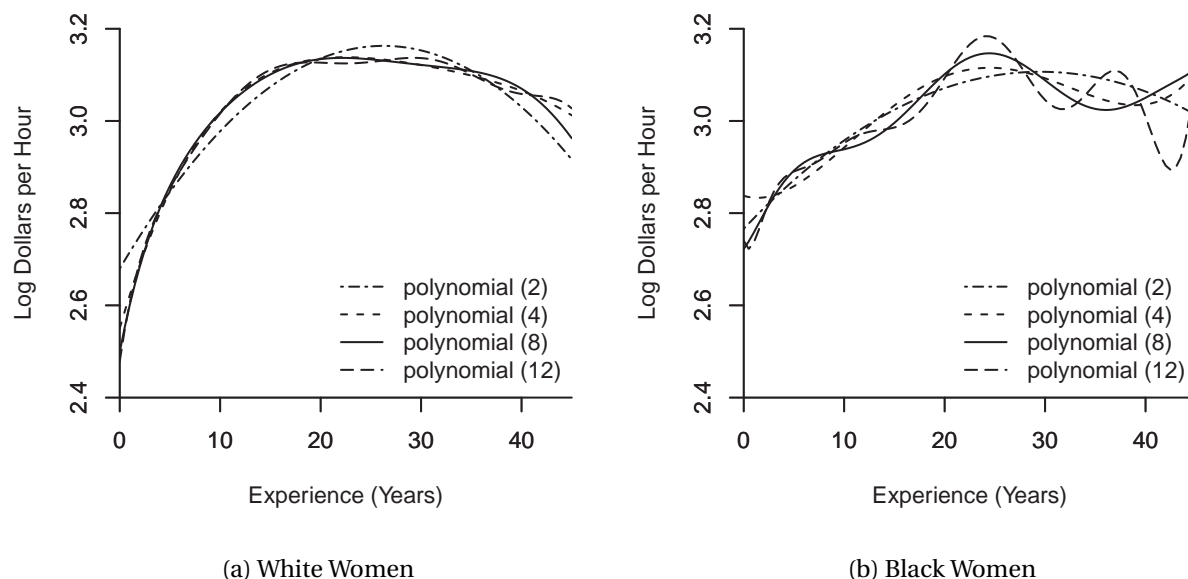 3.2
3.0
2.8
2.6
2.4
Log Dollars per Hour
polynomial (2)
polynomial (4)
polynomial (8)
polynomial (12)
0 10 20 30 40
Experience (Years)
(a) White Women
3.2
3.0
2.8
2.6
2.4
Log Dollars per Hour
polynomial (2)
polynomial (4)
polynomial (8)
polynomial (12)
0 10 20 30 40
Experience (Years)
(b) Black Women